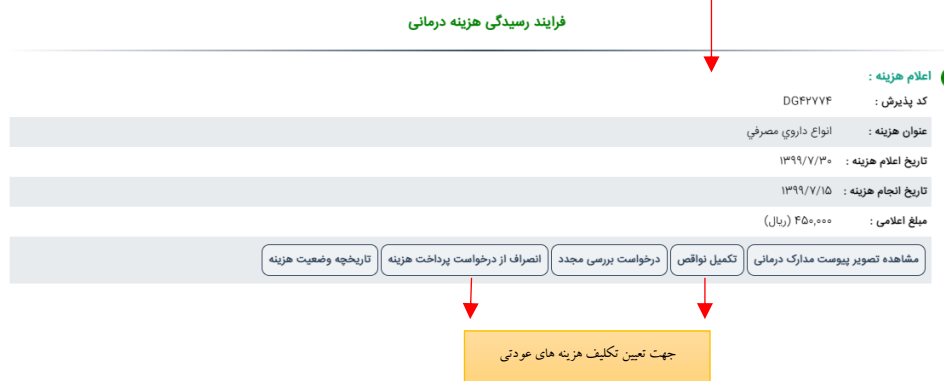 فرایند رسیدگی هزینه درمانی
اعلام هزینه :
کد پذیرش : DG۴۲۷۷۴
عنوان هزینه : انواع داروي مصرفي
تاریخ اعلام هزینه : ۱۳۹۹/۷/۳۰
تاریخ انجام هزینه : ۱۳۹۹/۷/۱۵
مبلغ اعلامی : ۴۵۰,۰۰۰ (ریال)
مشاهده تصویر پیوست مدارک درمانی تکمیل نواقص درخواست بررسی مجدد انصراف از درخواست پرداخت هزینه تاریخچه وضعیت هزینه
جهت تعیین تکلیف هزینه های عودتی